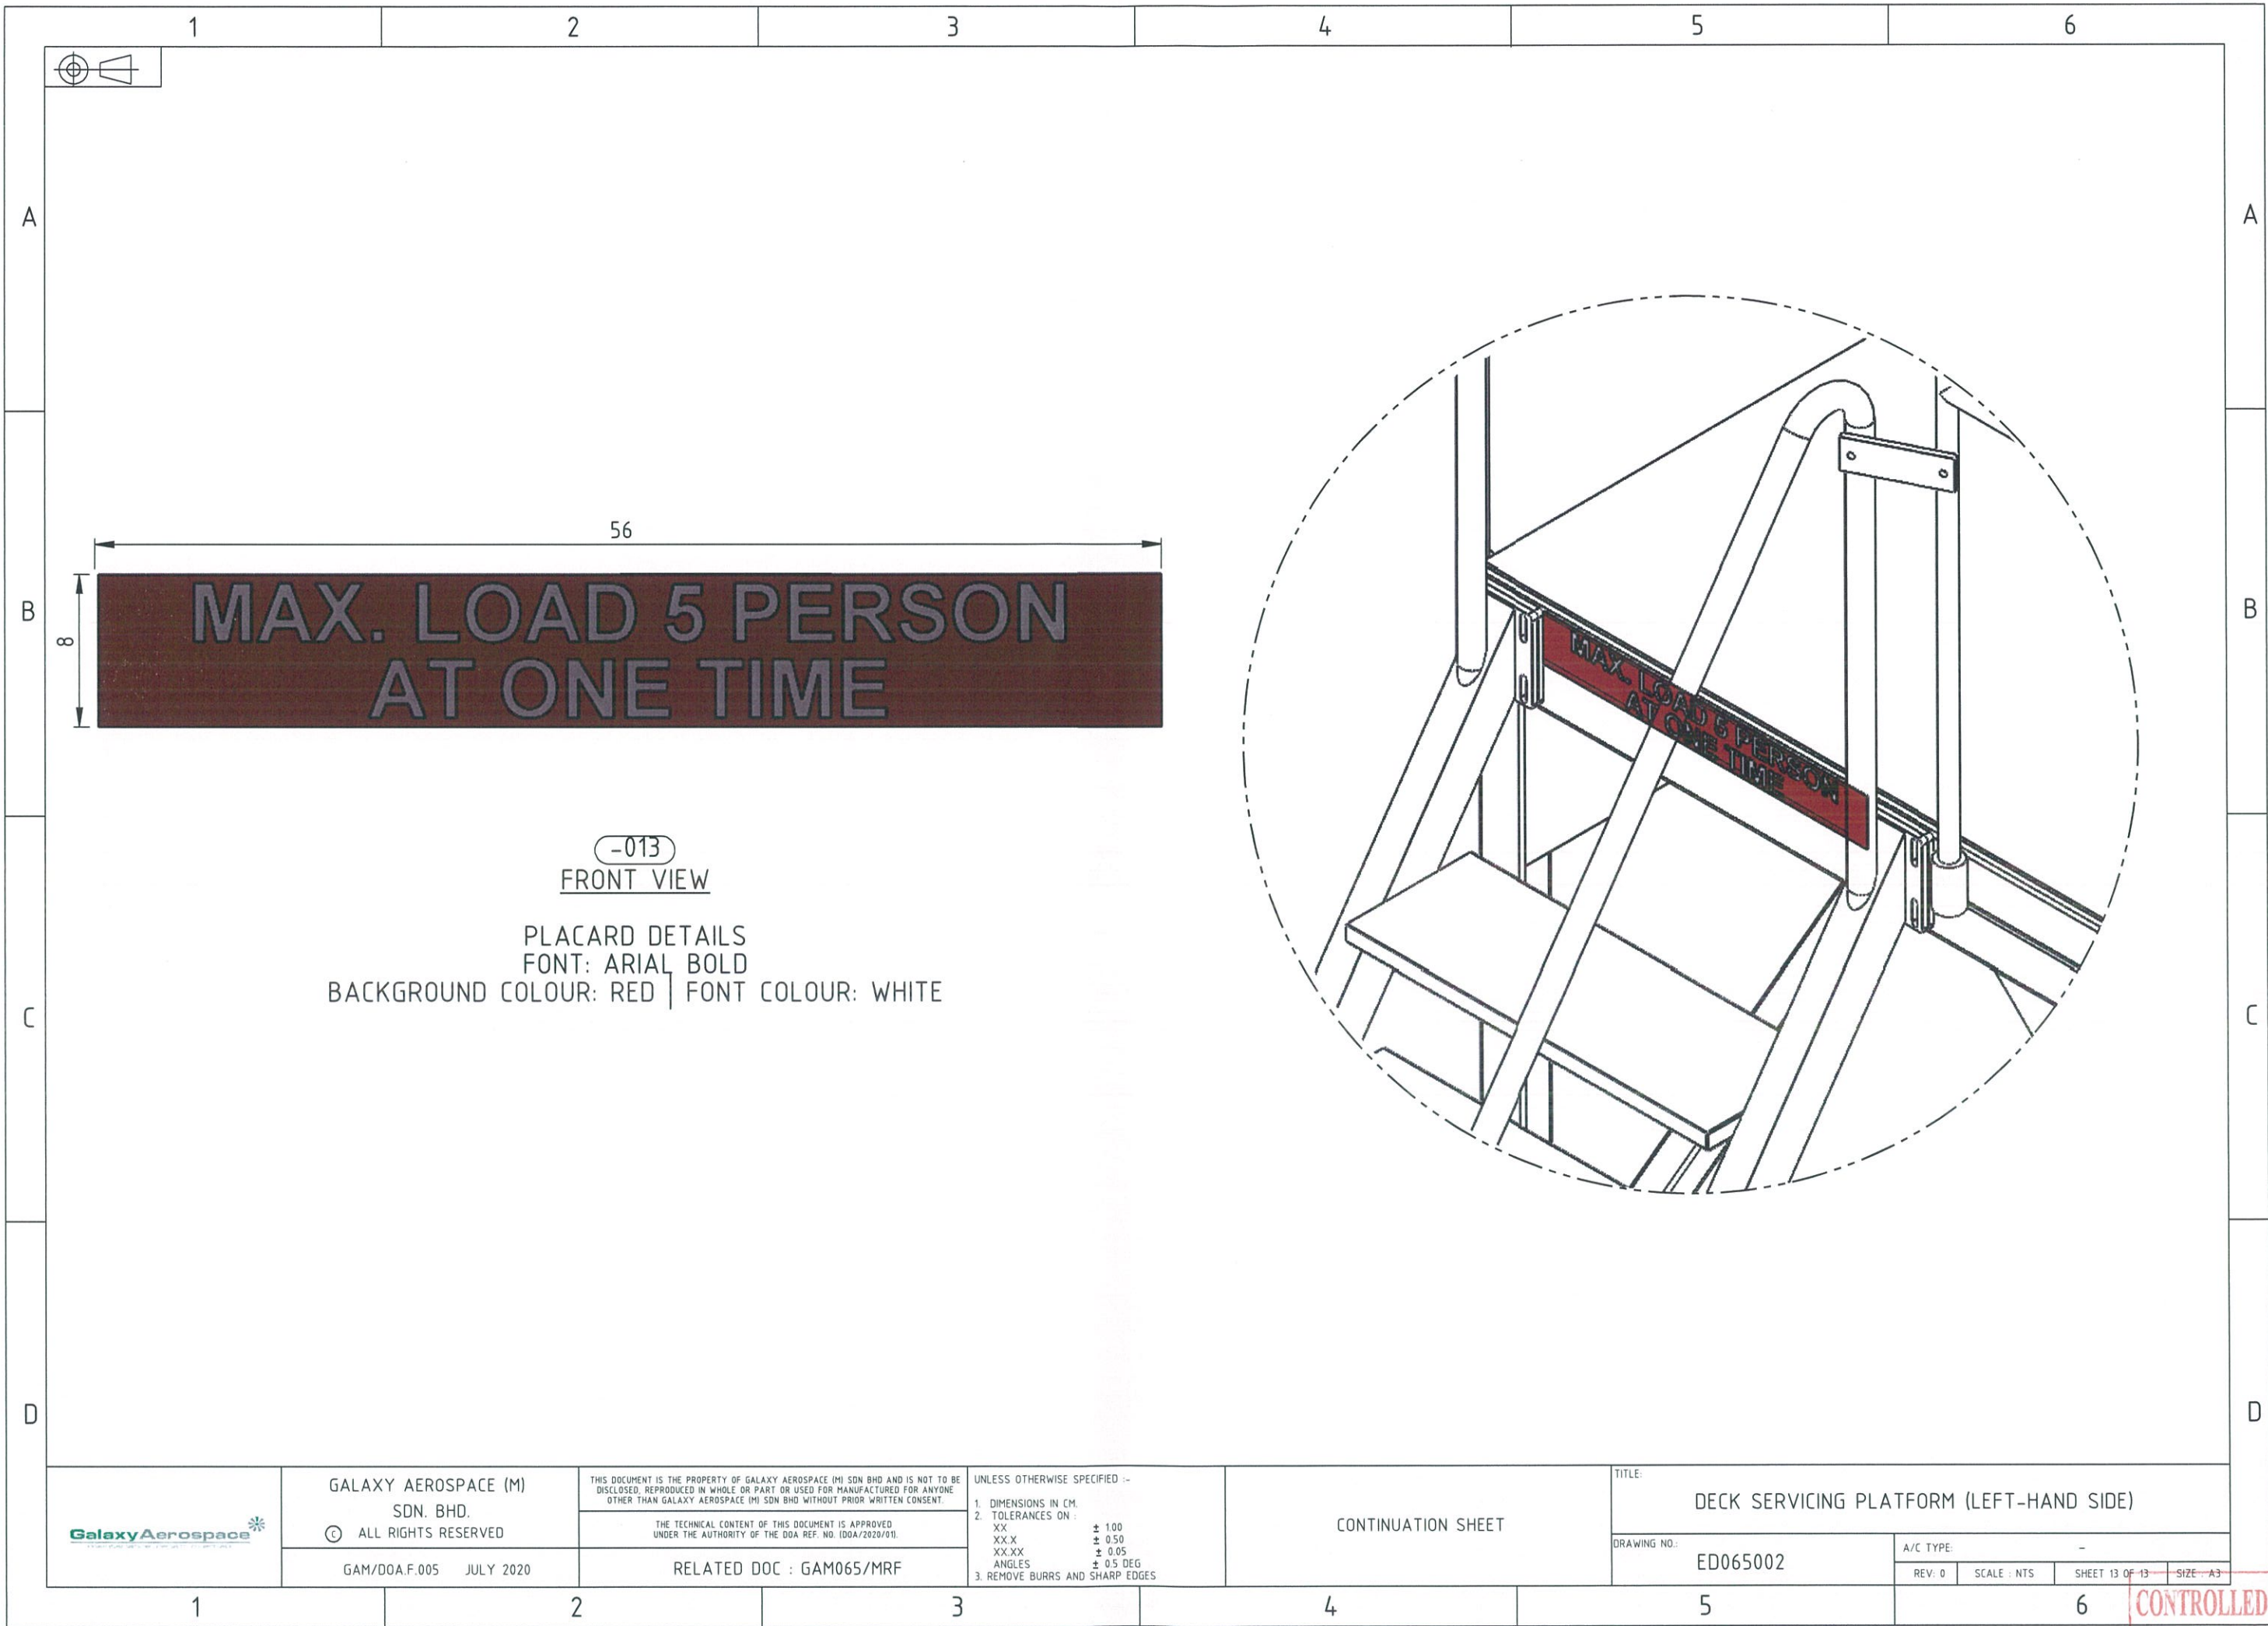 1 2 3 4 5 6
A A
B B
C C
D D
56
8
MAX. LOAD 5 PERSON
AT ONE TIME
-013
FRONT VIEW
PLACARD DETAILS
FONT: ARIAL BOLD
BACKGROUND COLOUR: RED | FONT COLOUR: WHITE
MAX. LOAD 5 PERSON
AT ONE TIME
GalaxyAerospace
GALAXY AEROSPACE (M)
SDN. BHD.
© ALL RIGHTS RESERVED
GAM/DOA.F.005 JULY 2020
THIS DOCUMENT IS THE PROPERTY OF GALAXY AEROSPACE (M) SDN BHD AND IS NOT TO BE
DISCLOSED, REPRODUCED IN WHOLE OR PART OR USED FOR MANUFACTURED FOR ANYONE
OTHER THAN GALAXY AEROSPACE (M) SDN BHD WITHOUT PRIOR WRITTEN CONSENT.
THE TECHNICAL CONTENT OF THIS DOCUMENT IS APPROVED
UNDER THE AUTHORITY OF THE DOA REF. NO. (DOA/2020/01).
RELATED DOC : GAM065/MRF
UNLESS OTHERWISE SPECIFIED :-
1. DIMENSIONS IN CM.
2. TOLERANCES ON :
XX ± 1.00
XX.X ± 0.50
XX.XX ± 0.05
ANGLES ± 0.5 DEG
3. REMOVE BURRS AND SHARP EDGES
CONTINUATION SHEET
TITLE:
DECK SERVICING PLATFORM (LEFT-HAND SIDE)
DRAWING NO.:
ED065002
A/C TYPE: -
REV: 0 SCALE : NTS SHEET 13 OF 13 SIZE : A3
1 2 3 4 5 6
CONTROLLED